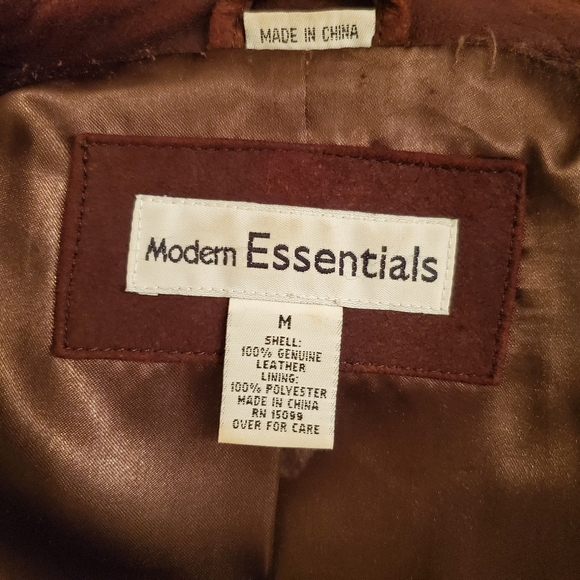 MADE IN CHINA
Modern Essentials
M
SHELL:
100% GENUINE
LEATHER
LINING:
100% POLYESTER
MADE IN CHINA
RN 15099
OVER FOR CARE